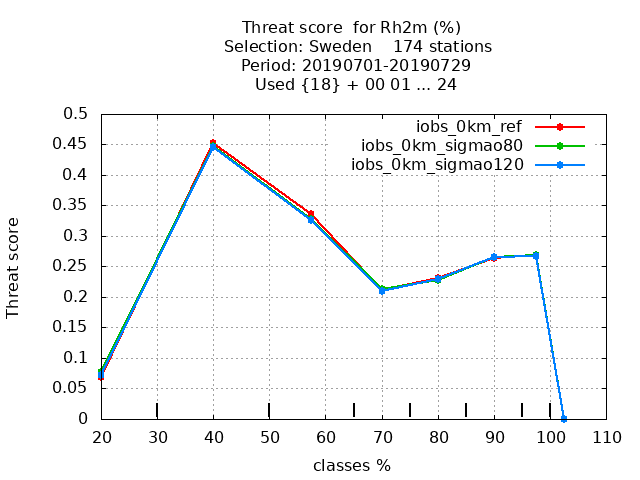 Threat score  for Rh2m (%)
Selection: Sweden    174 stations
Period: 20190701-20190729
Used {18} + 00 01 ... 24
iobs_0km_ref
iobs_0km_sigmao80
iobs_0km_sigmao120
Threat score
0.5
0.45
0.4
0.35
0.3
0.25
0.2
0.15
0.1
0.05
0
20 30 40 50 60 70 80 90 100 110
classes %